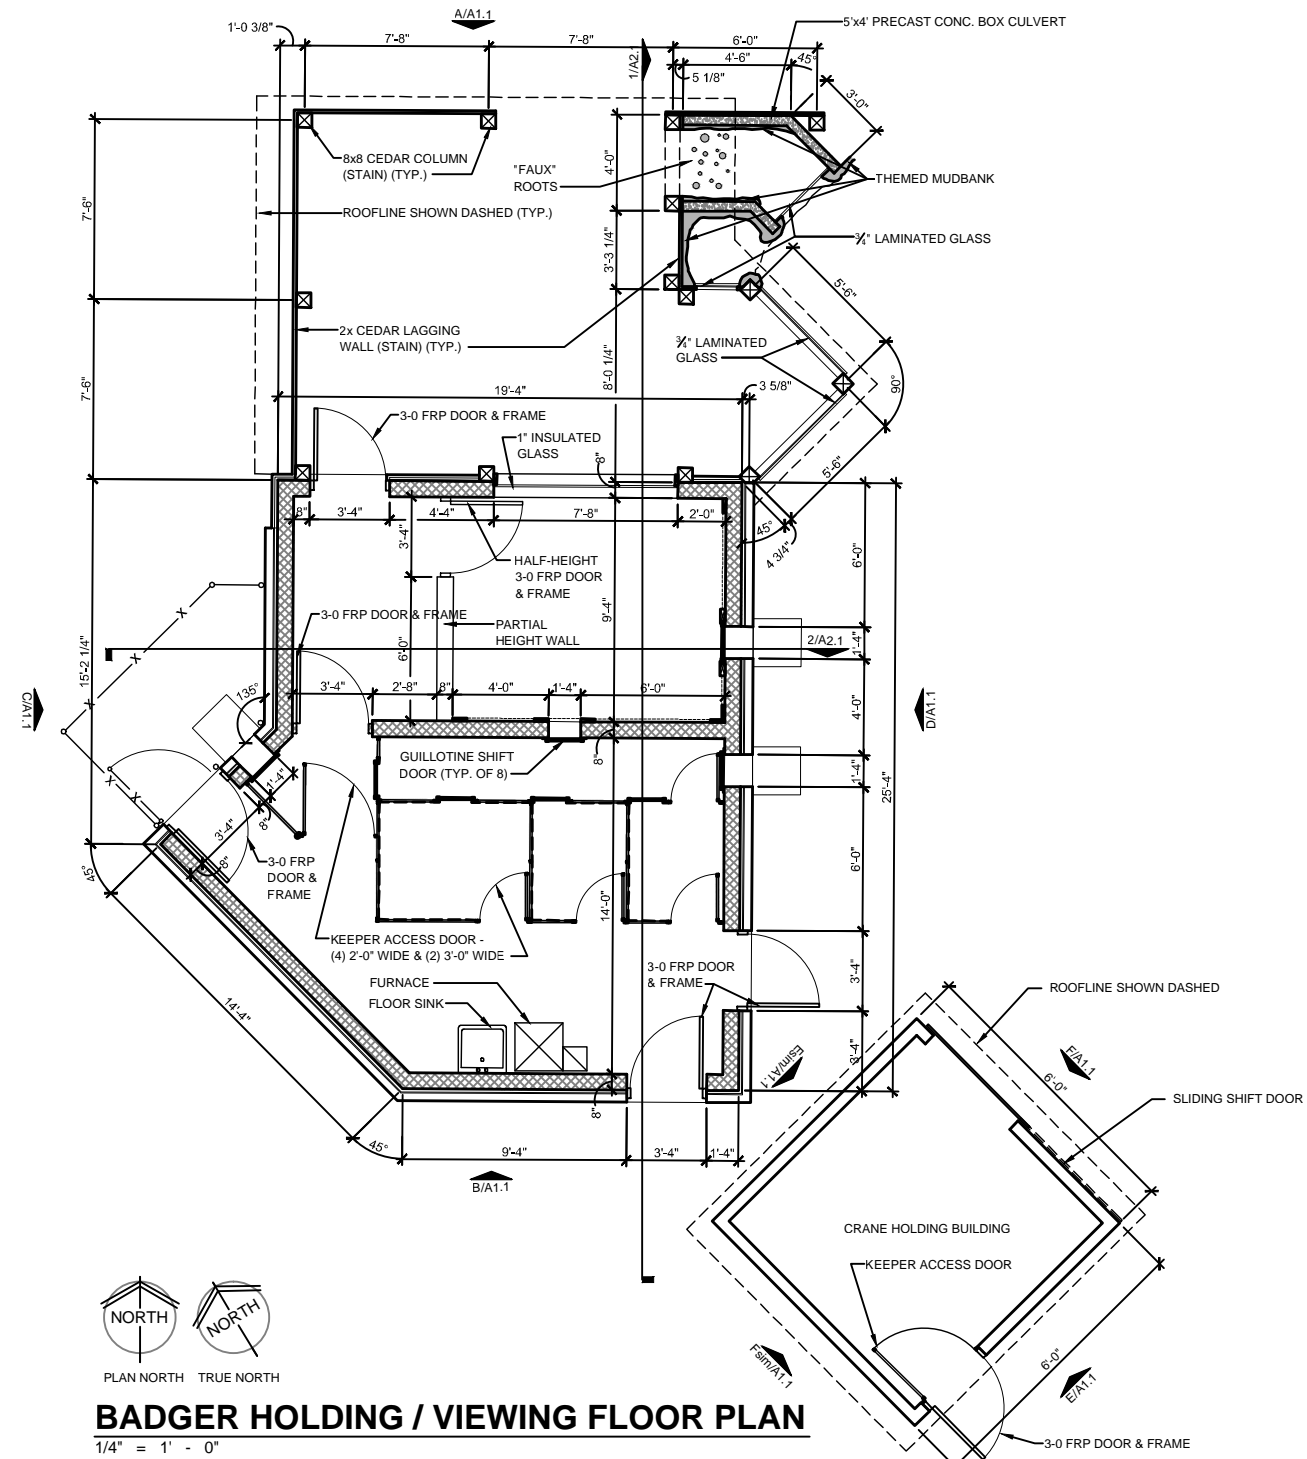 A/A1.1
1'-0 3/8"
7'-8"
7'-8"
6'-0"
5'x4' PRECAST CONC. BOX CULVERT
1/A2.1
4'-6"
45°
5 1/8"
3'-0"
8x8 CEDAR COLUMN
(STAIN) (TYP.)
"FAUX"
ROOTS
4'-0"
THEMED MUDBANK
7'-6"
ROOFLINE SHOWN DASHED (TYP.)
3'-3 1/4"
¾" LAMINATED GLASS
5'-6"
2x CEDAR LAGGING
WALL (STAIN) (TYP.)
¾" LAMINATED
GLASS
8'-0 1/4"
7'-6"
19'-4"
3 5/8"
90°
3-0 FRP DOOR & FRAME
1" INSULATED
GLASS
8"
5'-6"
8"
3'-4"
4'-4"
7'-8"
2'-0"
45°
4 3/4"
3'-4"
HALF-HEIGHT
3-0 FRP DOOR
& FRAME
6'-0"
3-0 FRP DOOR & FRAME
PARTIAL
HEIGHT WALL
9'-4"
6'-0"
2/A2.1
1'-4"
15'-2 1/4"
X
X
X
X
X
C/A1.1
135°
3'-4"
2'-8"
8"
4'-0"
1'-4"
6'-0"
4'-0"
D/A1.1
GUILLOTINE SHIFT
DOOR (TYP. OF 8)
8"
1'-4"
1'-4"
25'-4"
3'-4"
8"
8"
45°
3-0 FRP
DOOR &
FRAME
6'-0"
14'-0"
KEEPER ACCESS DOOR -
(4) 2'-0" WIDE & (2) 3'-0" WIDE
3-0 FRP DOOR
& FRAME
3'-4"
FURNACE
FLOOR SINK
14'-4"
3'-4"
Esim/A1.1
8"
45°
9'-4"
3'-4"
1'-4"
B/A1.1
ROOFLINE SHOWN DASHED
F/A1.1
6'-0"
SLIDING SHIFT DOOR
CRANE HOLDING BUILDING
KEEPER ACCESS DOOR
Fsim/A1.1
6'-0"
E/A1.1
3-0 FRP DOOR & FRAME
NORTH
NORTH
PLAN NORTH
TRUE NORTH
BADGER HOLDING / VIEWING FLOOR PLAN
1/4" = 1' - 0"